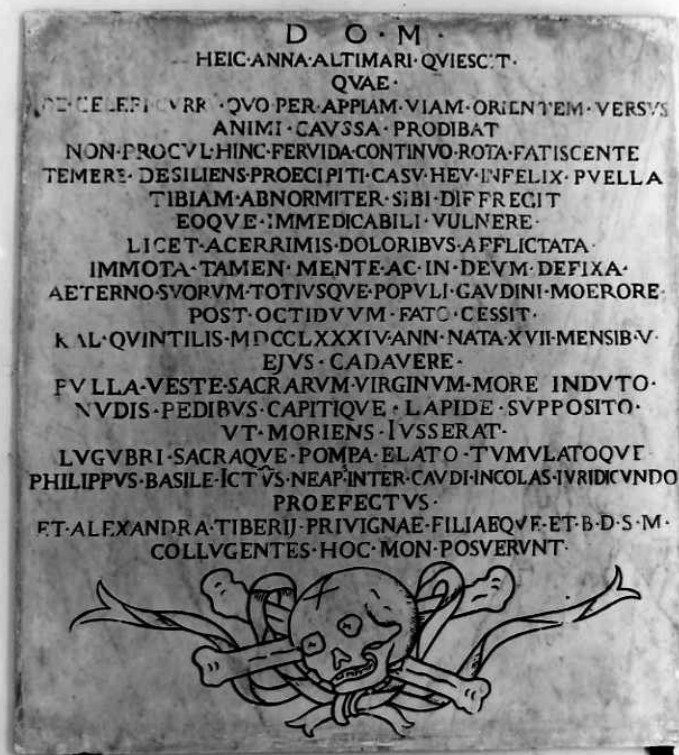 D · O · M ·
HEIC · ANNA · ALTIMARI · QVIESCIT ·
QVAE ·
DE · CELERI CVRRV · QVO PER · APPIAM · VIAM · ORIENTEM · VERSVS
ANIMI · CAVSSA · PRODIBAT
NON · PROCVL · HINC · FERVIDA · CONTINVO · ROTA · FATISCENTE
TEMERE · DESILIENS · PROECIPITI · CASV · HEV · INFELIX · PVELLA
TIBIAM · ABNORMITER · SIBI · DIFFREGIT
EOQVE · IMMEDICABILI · VVLNERE ·
LICET · ACERRIMIS · DOLORIBVS · AFFLICTATA ·
IMMOTA · TAMEN · MENTE · AC · IN · DEVM · DEFIXA ·
AETERNO · SVORVM · TOTIVSQVE · POPVLI · GAVDINI · MOERORE ·
POST · OCTIDVVM · FATO · CESSIT ·
KAL · QVINTILIS · MDCCLXXXIV · ANN · NATA · XVII · MENSIB · V ·
EJVS · CADAVERE ·
PVLLA · VESTE · SACRARVM · VIRGINVM · MORE INDVTO ·
NVDIS · PEDIBVS · CAPITIQVE · LAPIDE · SVPPOSITO ·
VT · MORIENS · IVSSERAT ·
LVGVBRI · SACRAQVE · POMPA · ELATO · TVMVLATOQVE
PHILIPPVS · BASILE · ICTVS · NEAP · INTER · CAVDI · INCOLAS · IVRIDICVNDO
PROEFECTVS ·
ET · ALEXANDRA · TIBERIJ · PRIVIGNAE · FILIAEQVE · ET · B · D · S · M ·
COLLVGENTES · HOC · MON · POSVERVNT ·